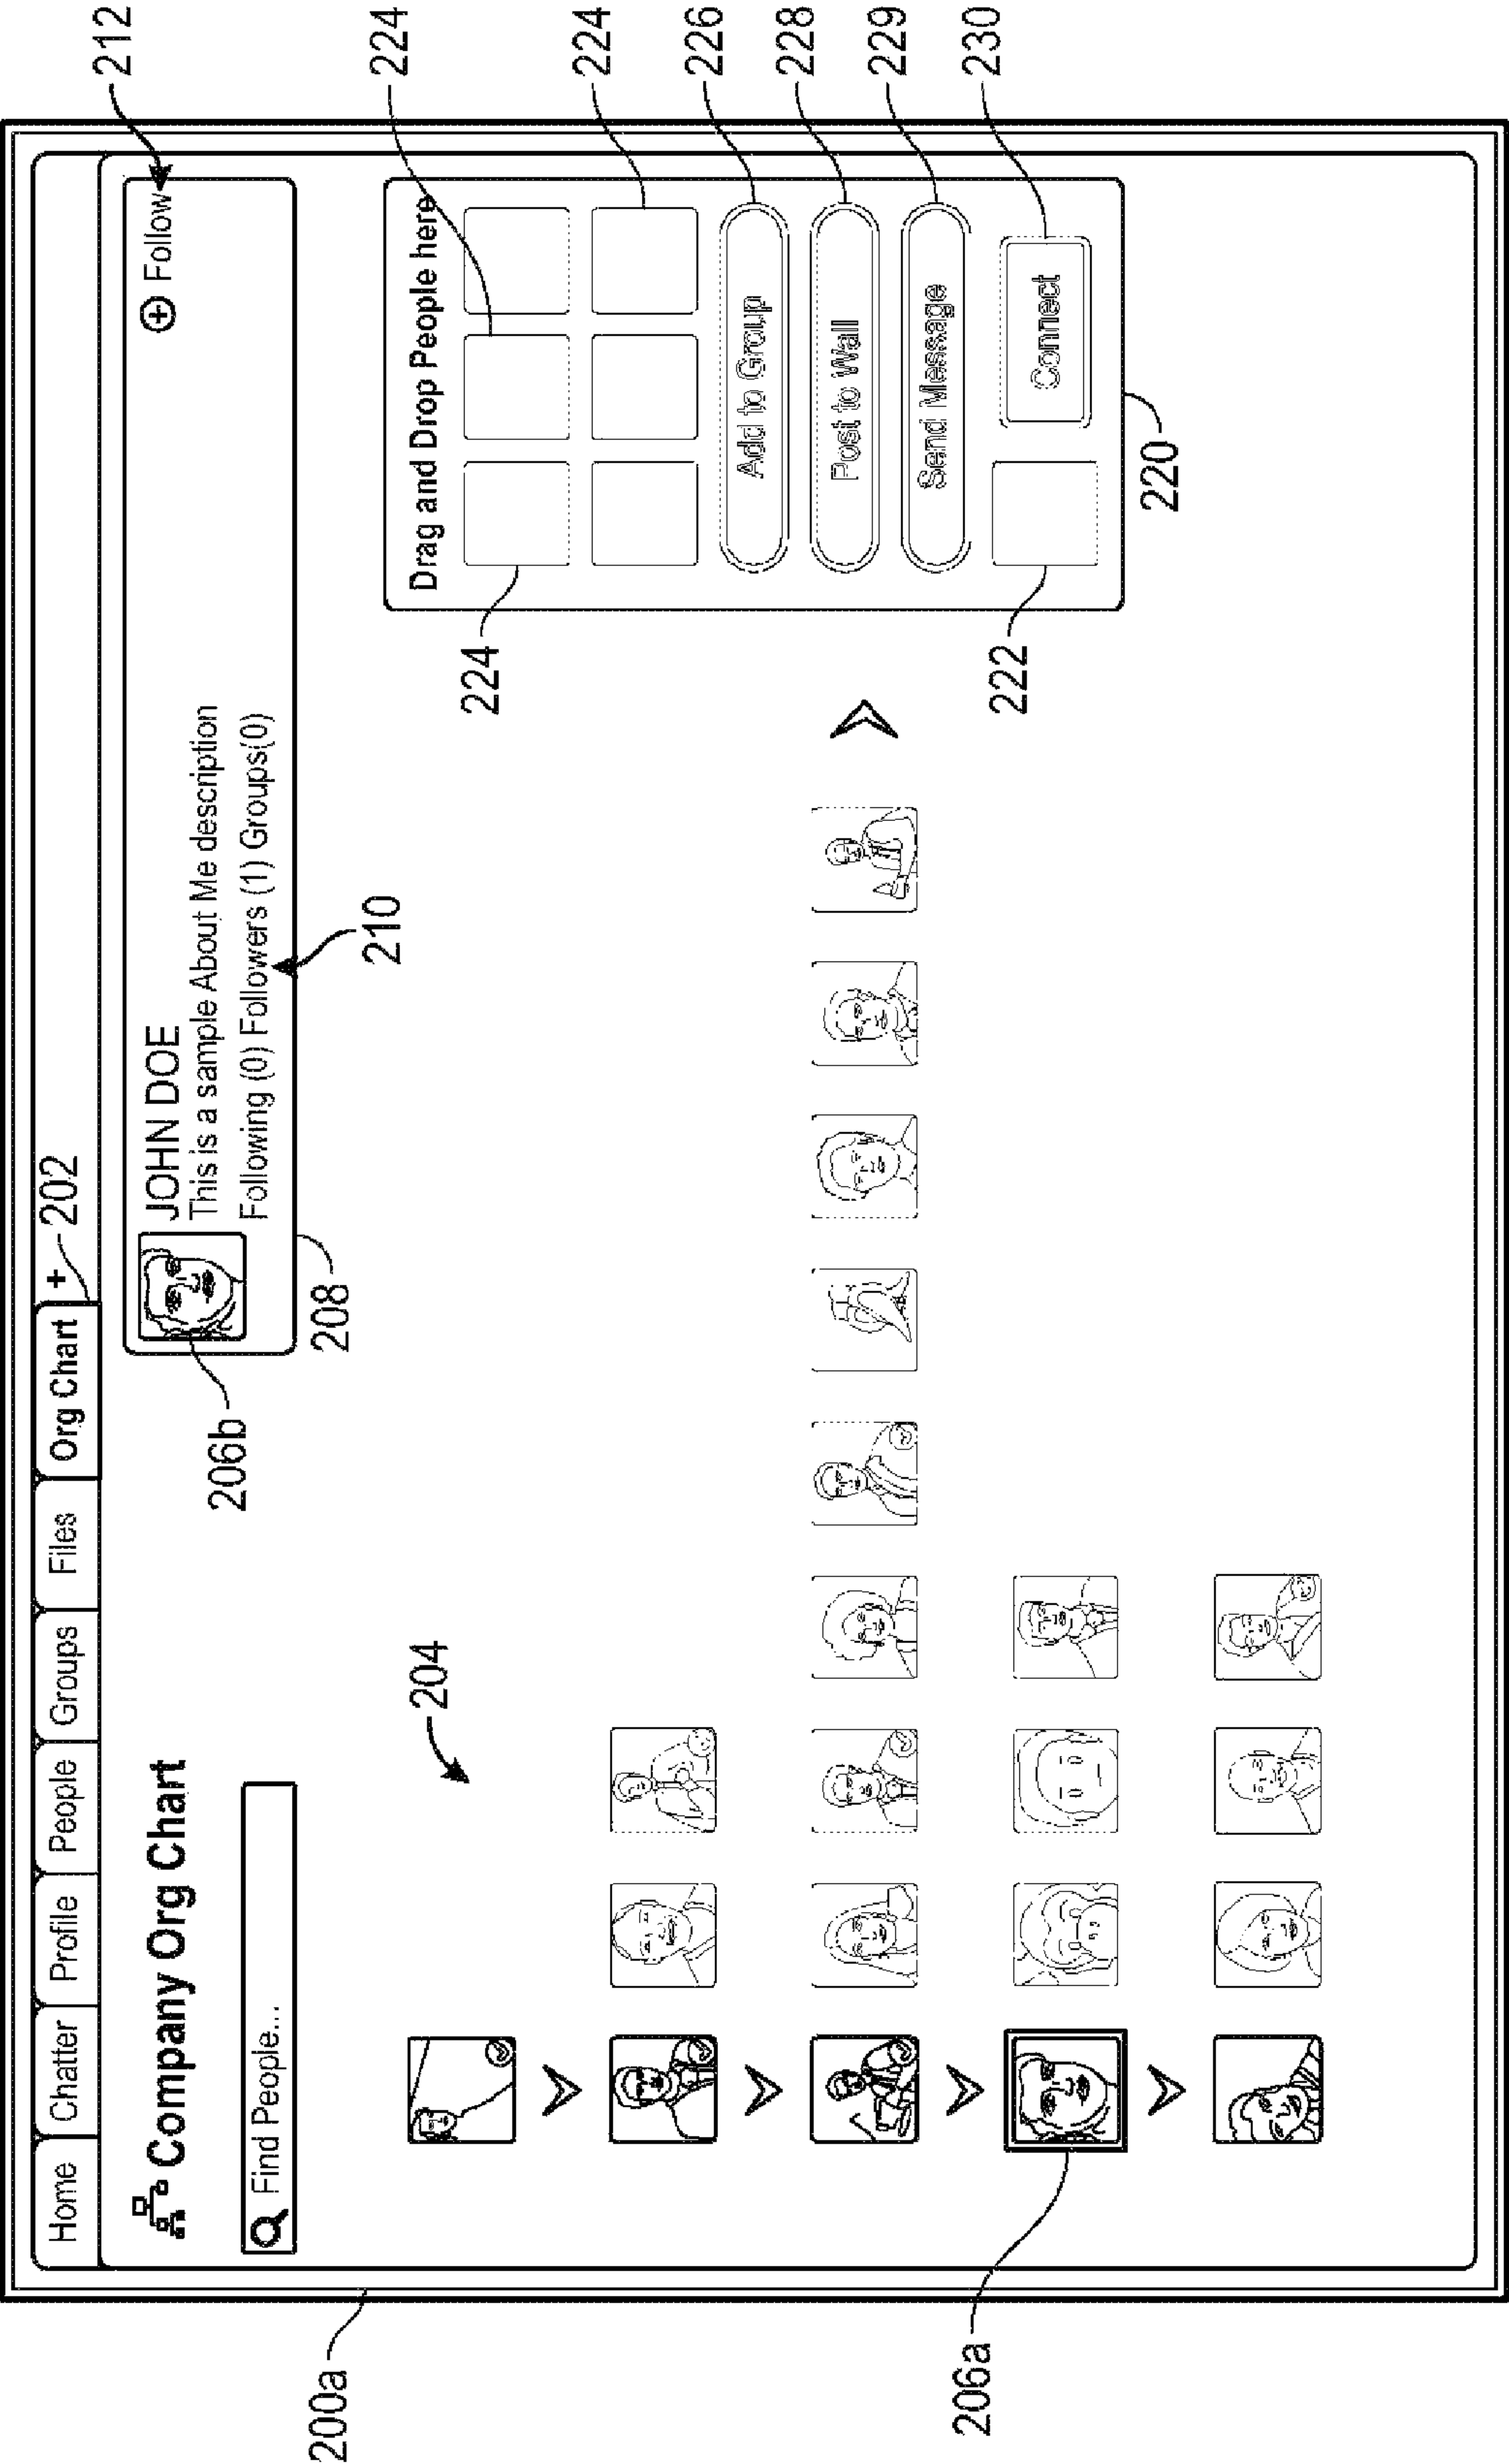 Home Chatter Profile People Groups Files Org Chart +
202
212
Company Org Chart
Find People...
206b
JOHN DOE
This is a sample About Me description
Following (0) Followers (1) Groups(0)
Follow
208
210
200a
204
Drag and Drop People here
224
224
224
Add to Group
226
Post to Wall
228
Send Message
229
Connect
230
222
220
206a